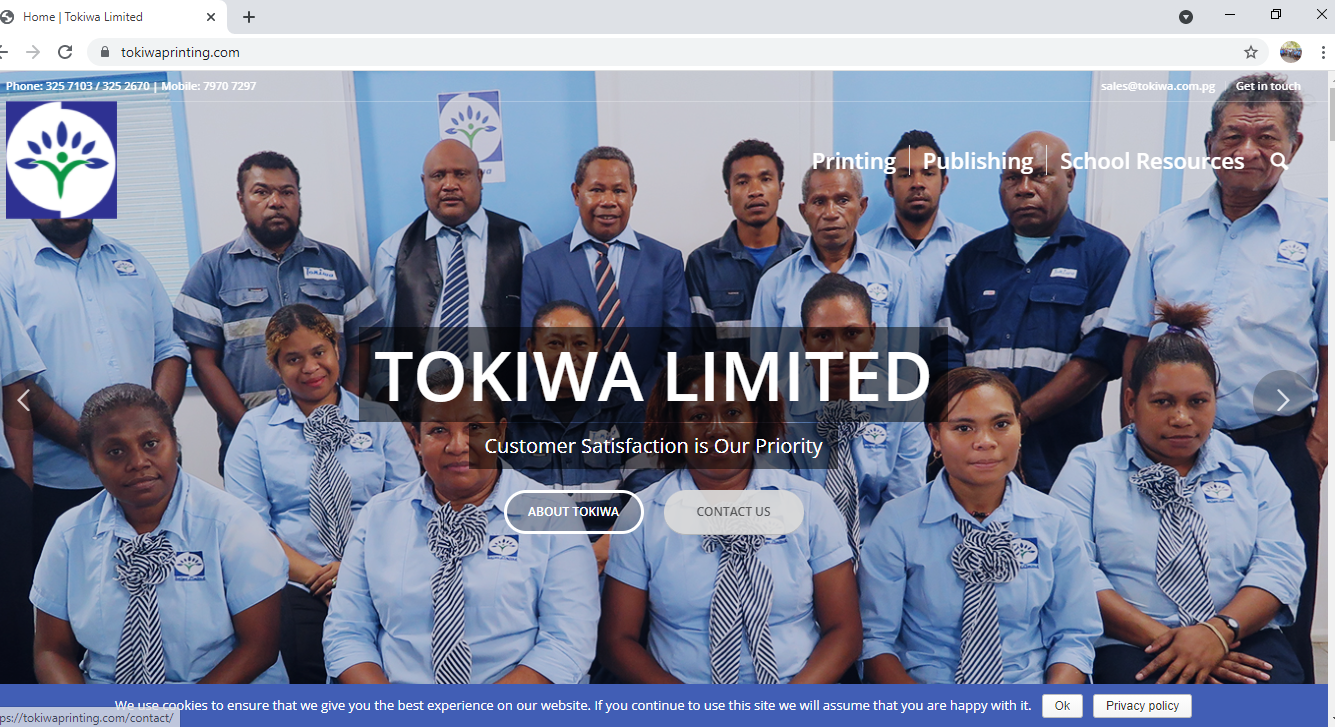 Home | Tokiwa Limited
tokiwaprinting.com
Phone: 325 7103 / 325 2670 | Mobile: 7970 7297
sales@tokiwa.com.pg
Get in touch
Printing
Publishing
School Resources
TOKIWA LIMITED
Customer Satisfaction is Our Priority
ABOUT TOKIWA
CONTACT US
We use cookies to ensure that we give you the best experience on our website. If you continue to use this site we will assume that you are happy with it.
Ok
Privacy policy
ps://tokiwaprinting.com/contact/